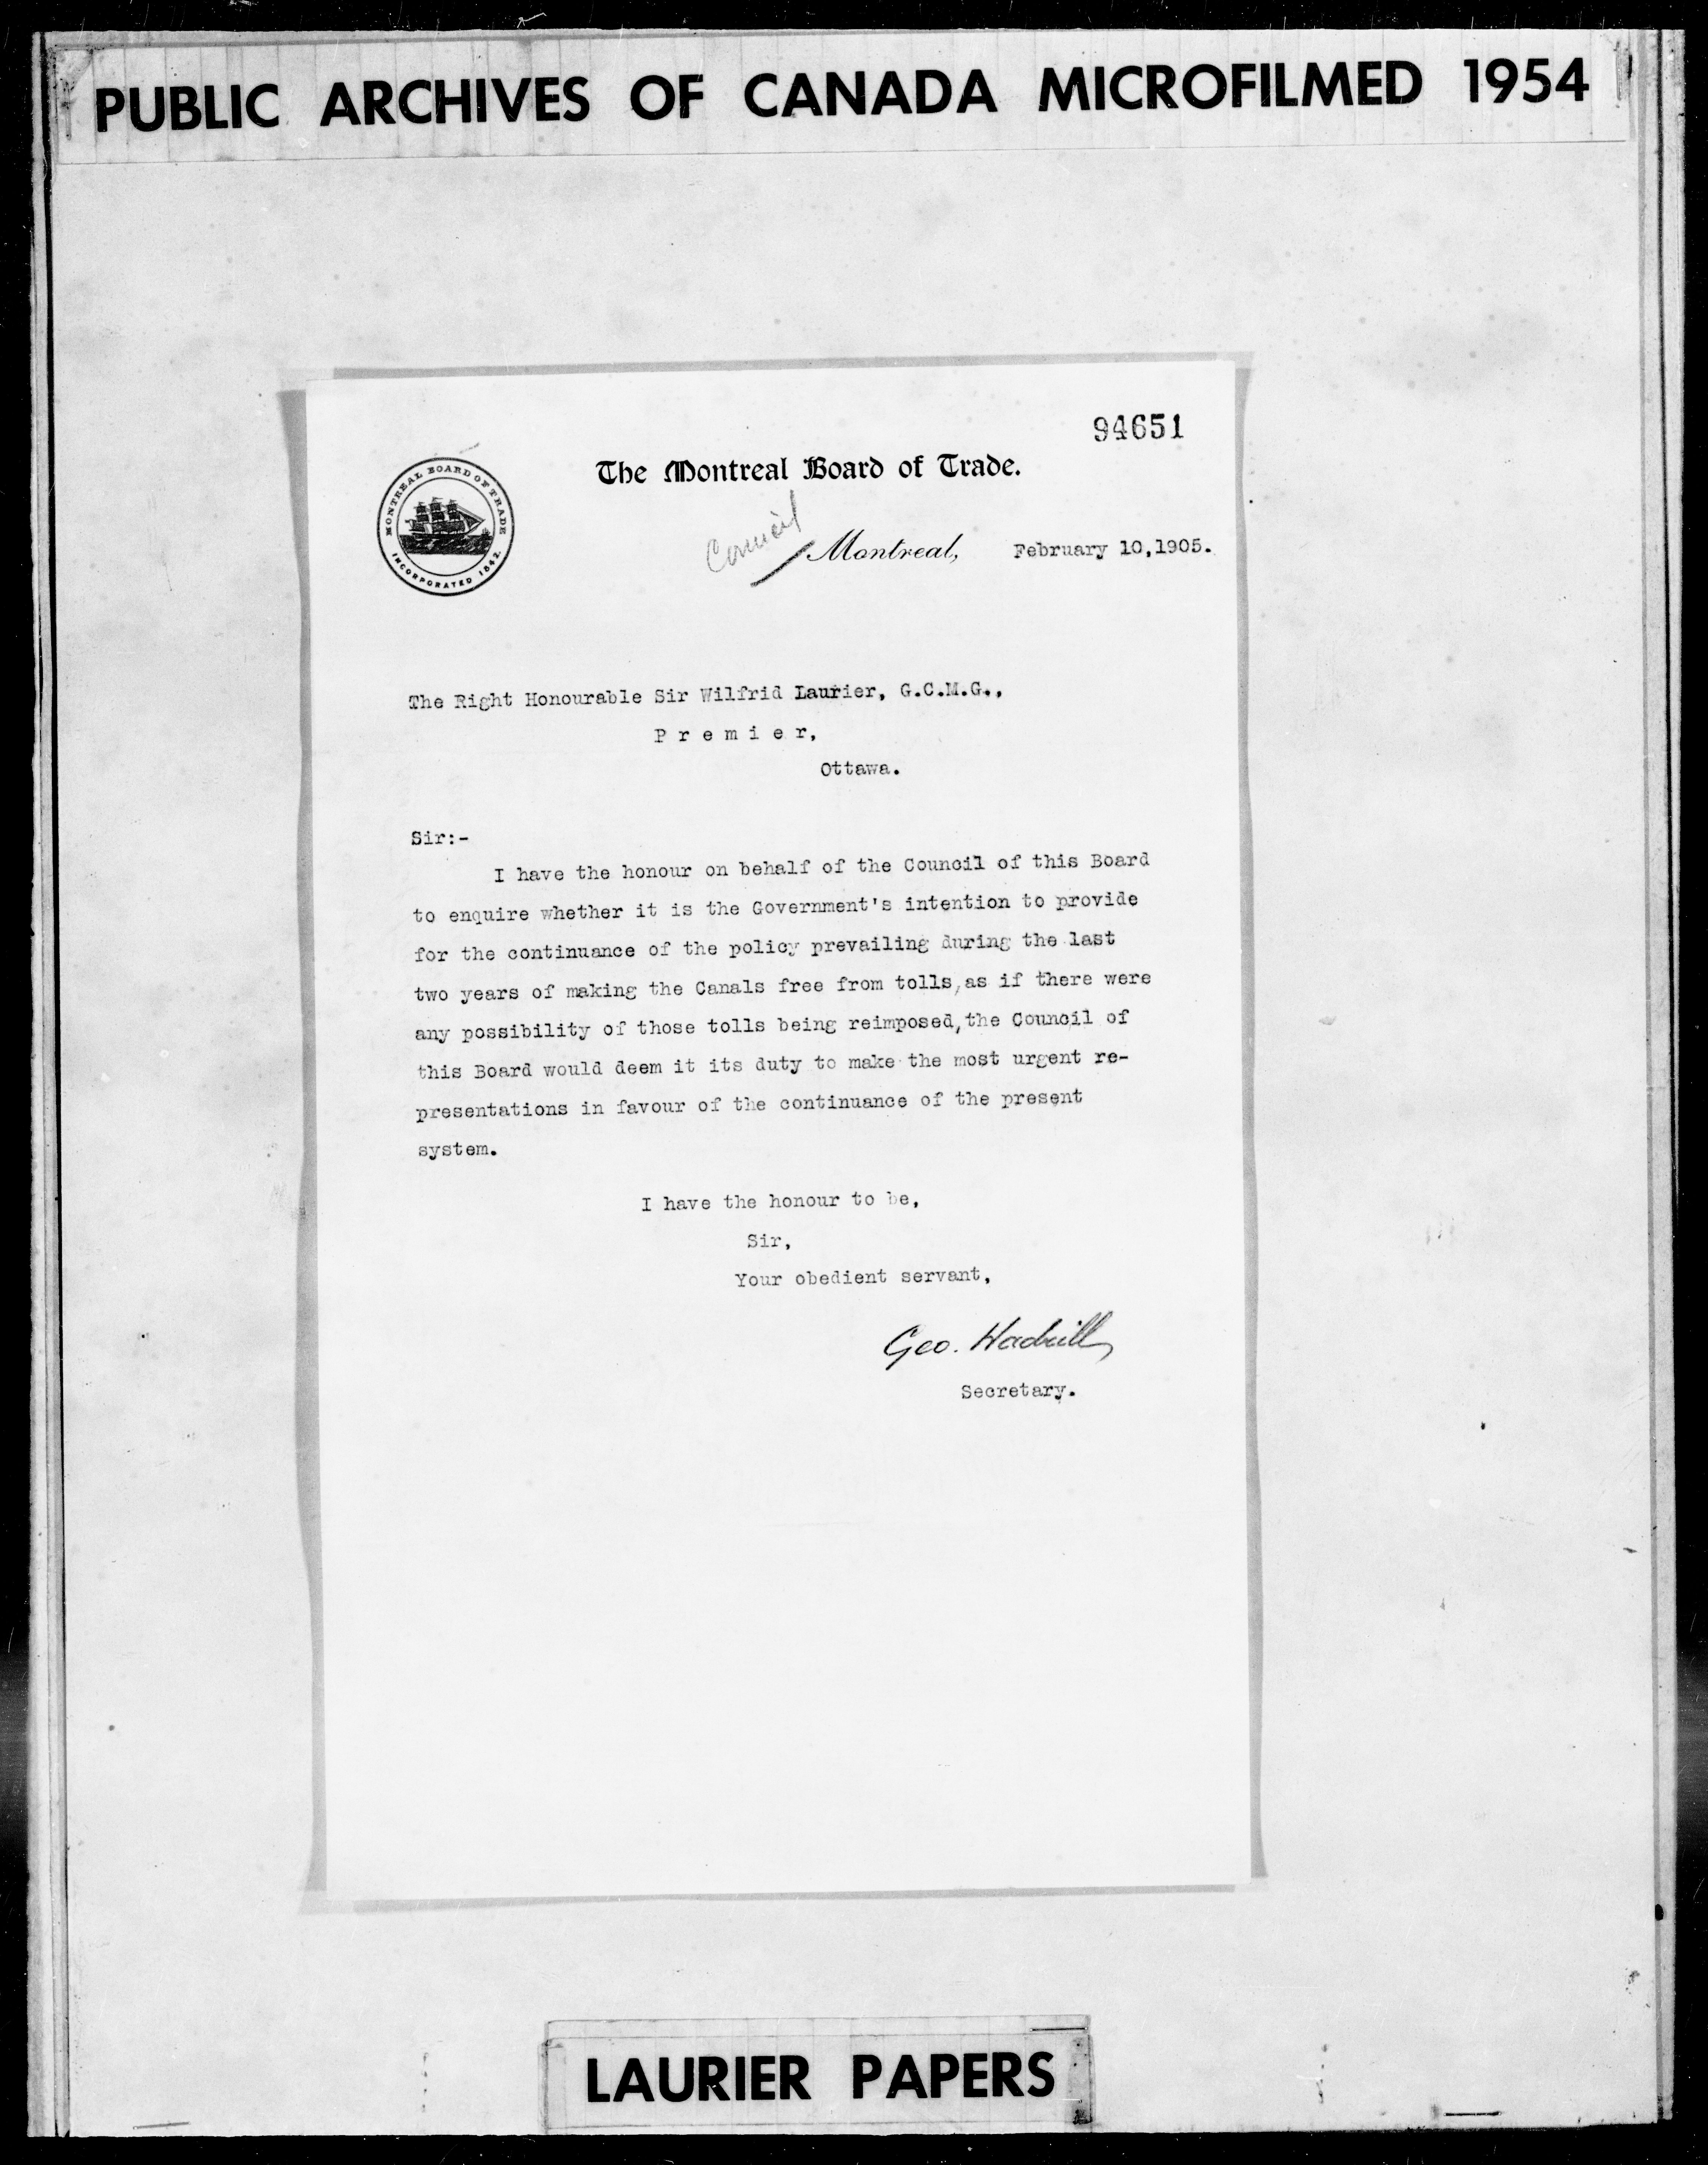 PUBLIC ARCHIVES OF CANADA MICROFILMED 1954
94651
MONTREAL BOARD OF TRADE
INCORPORATED 1842.
The Montreal Board of Trade.
Council
Montreal, February 10,1905.
The Right Honourable Sir Wilfrid Laurier, G.C.M.G.,
P r e m i e r,
Ottawa.
Sir:-
I have the honour on behalf of the Council of this Board
to enquire whether it is the Government's intention to provide
for the continuance of the policy prevailing during the last
two years of making the Canals free from tolls, as if there were
any possibility of those tolls being reimposed, the Council of
this Board would deem it its duty to make the most urgent re-
presentations in favour of the continuance of the present
system.
I have the honour to be,
Sir,
Your obedient servant,
Geo. Hadrill
Secretary.
LAURIER PAPERS